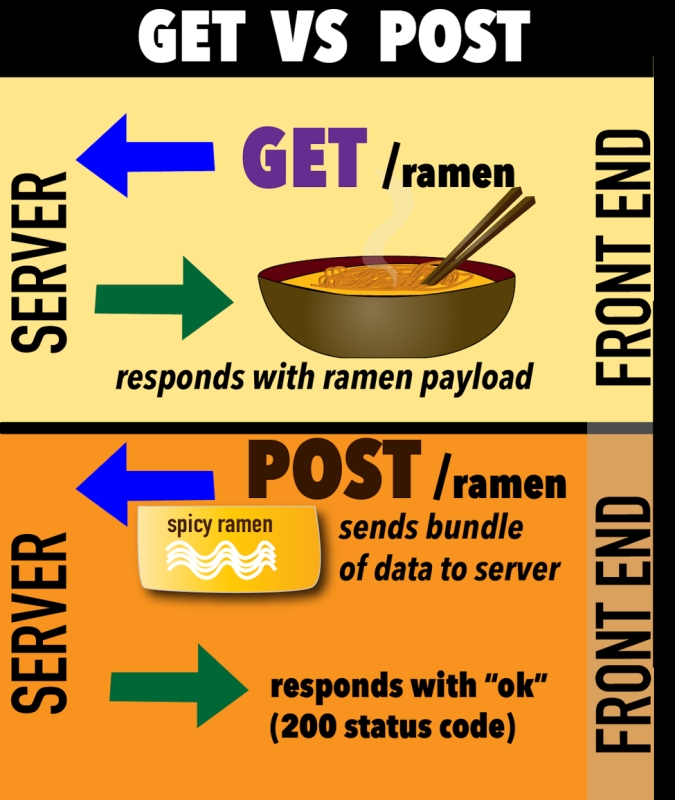 GET VS POST
SERVER
GET /ramen
FRONT END
responds with ramen payload
SERVER
POST /ramen
spicy ramen
sends bundle
of data to server
FRONT END
responds with “ok”
(200 status code)